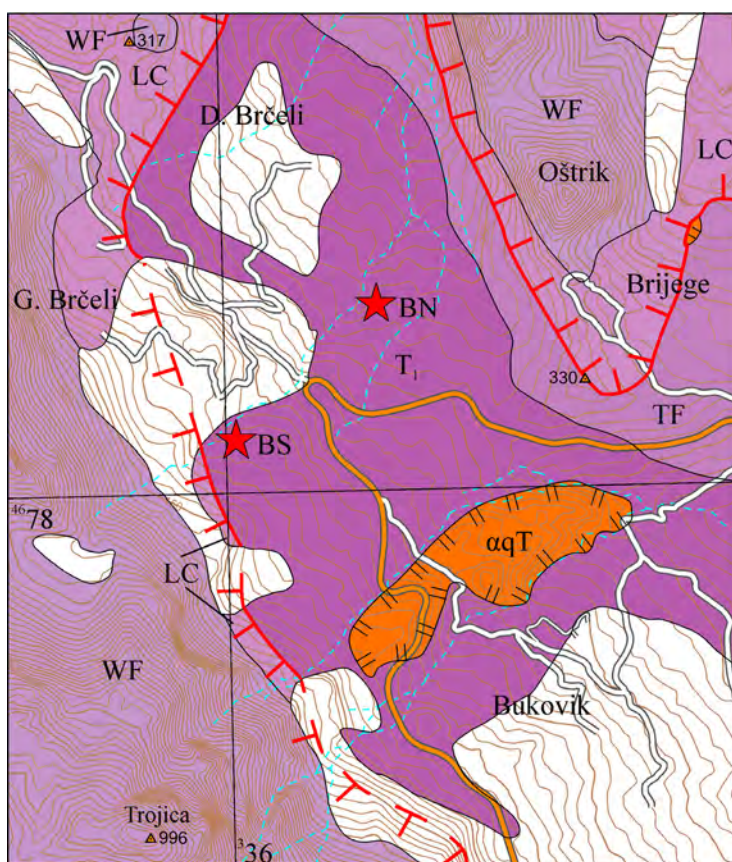 WF
317
LC
D. Brčeli
WF
Oštrik
LC
G. Brčeli
Brijege
BN
T₁
330
TF
BS
⁴⁶78
αqT
LC
WF
Bukovik
Trojica
996
³36